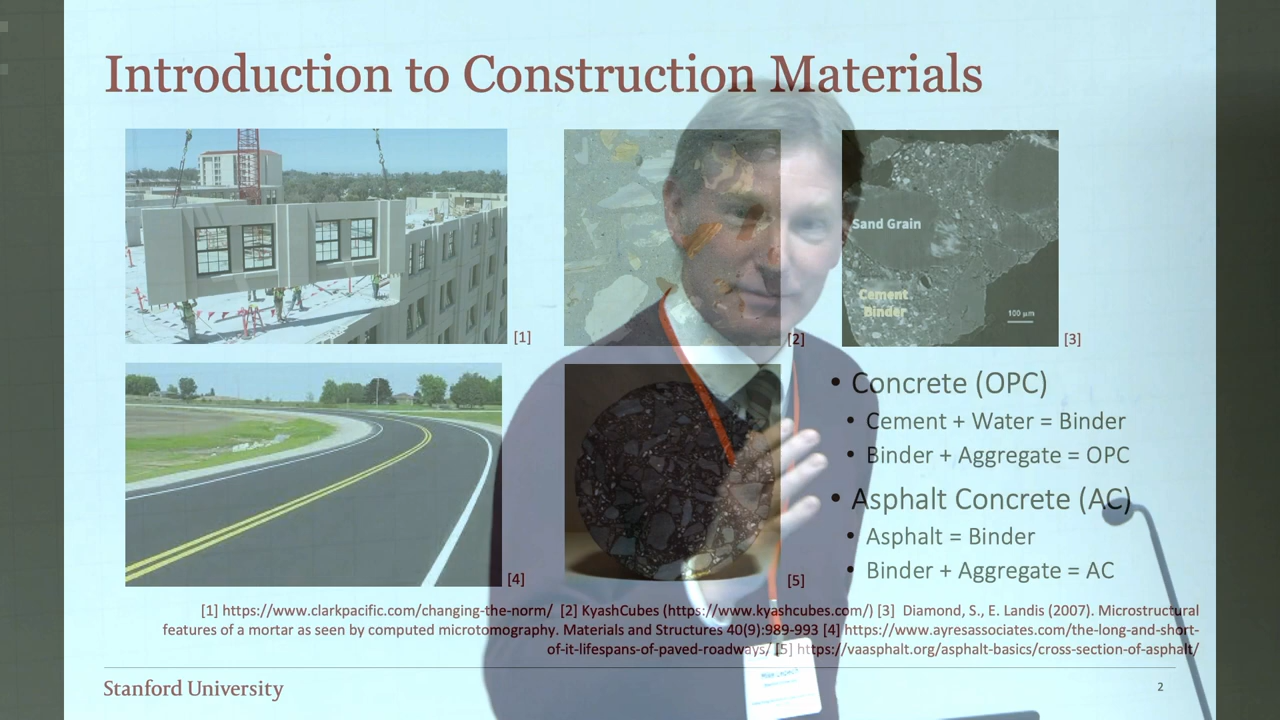 Introduction to Construction Materials
[1]
[2]
Sand Grain
Cement
Binder
100 µm
[3]
[4]
[5]
• Concrete (OPC)
• Cement + Water = Binder
• Binder + Aggregate = OPC
• Asphalt Concrete (AC)
• Asphalt = Binder
• Binder + Aggregate = AC
[1] https://www.clarkpacific.com/changing-the-norm/ [2] KyashCubes (https://www.kyashcubes.com/) [3] Diamond, S., E. Landis (2007). Microstructural
features of a mortar as seen by computed microtomography. Materials and Structures 40(9):989-993 [4] https://www.ayresassociates.com/the-long-and-short-
of-it-lifespans-of-paved-roadways/ [5] https://vaasphalt.org/asphalt-basics/cross-section-of-asphalt/
Stanford University
2